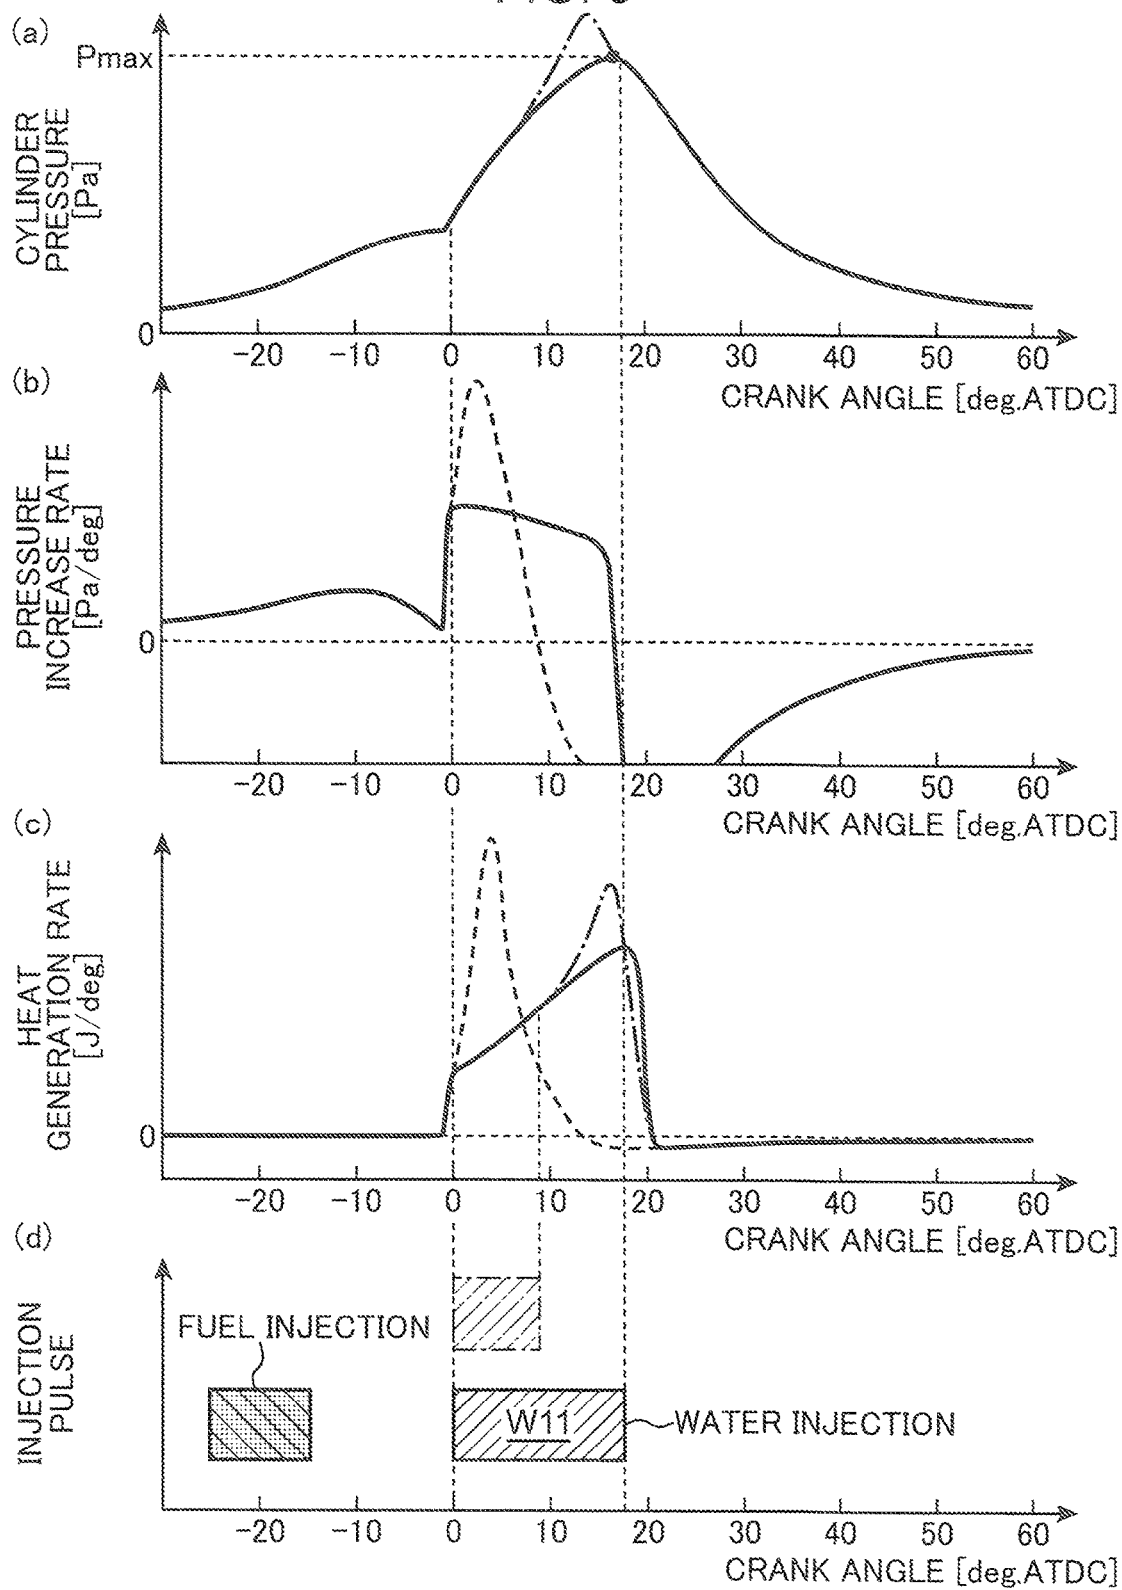 (a)
Pmax
CYLINDER
PRESSURE
[Pa]
0
-20 -10 0 10 20 30 40 50 60
CRANK ANGLE [deg.ATDC]
(b)
PRESSURE
INCREASE RATE
[Pa/deg]
0
-20 -10 0 10 20 30 40 50 60
CRANK ANGLE [deg.ATDC]
(c)
HEAT
GENERATION RATE
[J/deg]
0
-20 -10 0 10 20 30 40 50 60
CRANK ANGLE [deg.ATDC]
(d)
INJECTION
PULSE
FUEL INJECTION
W11
WATER INJECTION
-20 -10 0 10 20 30 40 50 60
CRANK ANGLE [deg.ATDC]